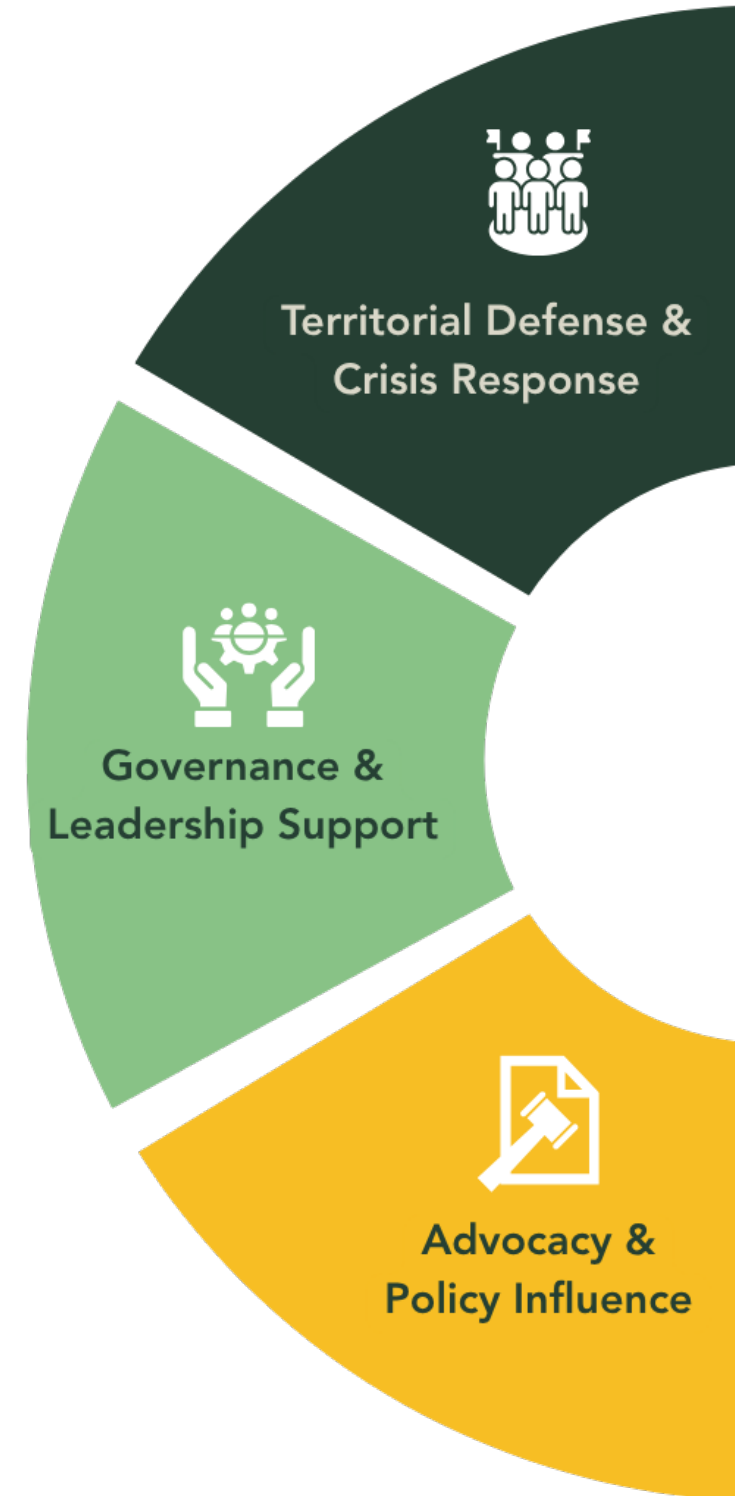 Territorial Defense &
Crisis Response
Governance &
Leadership Support
Advocacy &
Policy Influence